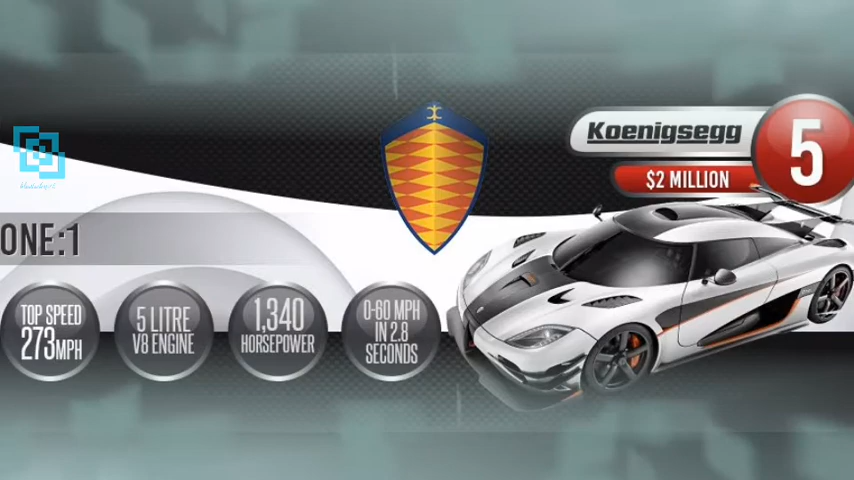 Koenigsegg
5
$2 MILLION
ONE:1
TOP SPEED
273MPH
5 LITRE
V8 ENGINE
1,340
HORSEPOWER
0-60 MPH
IN 2.8
SECONDS